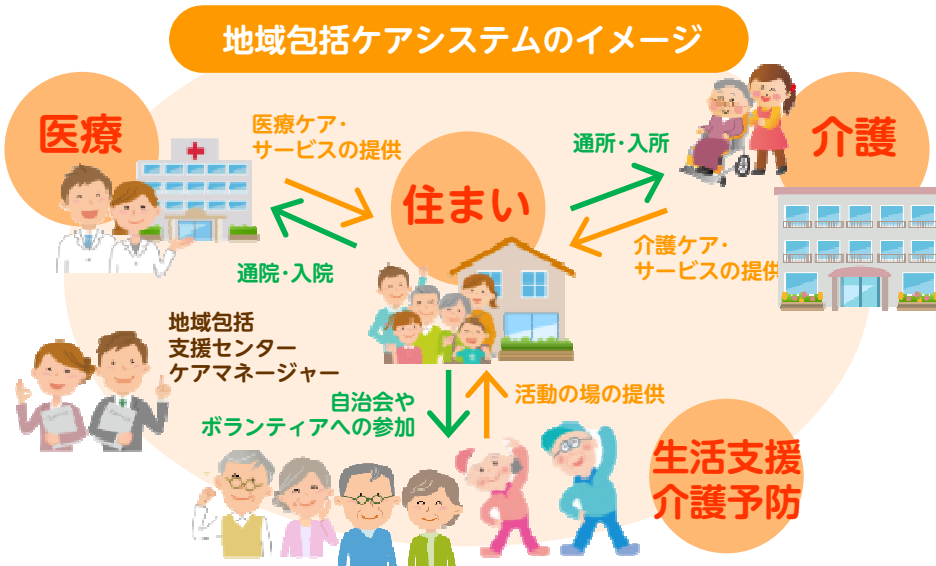 地域包括ケアシステムのイメージ
医療
医療ケア・
サービスの提供
通院・入院
住まい
通所・入所
介護
介護ケア・
サービスの提供
地域包括
支援センター
ケアマネージャー
自治会や
ボランティアへの参加
活動の場の提供
生活支援
介護予防